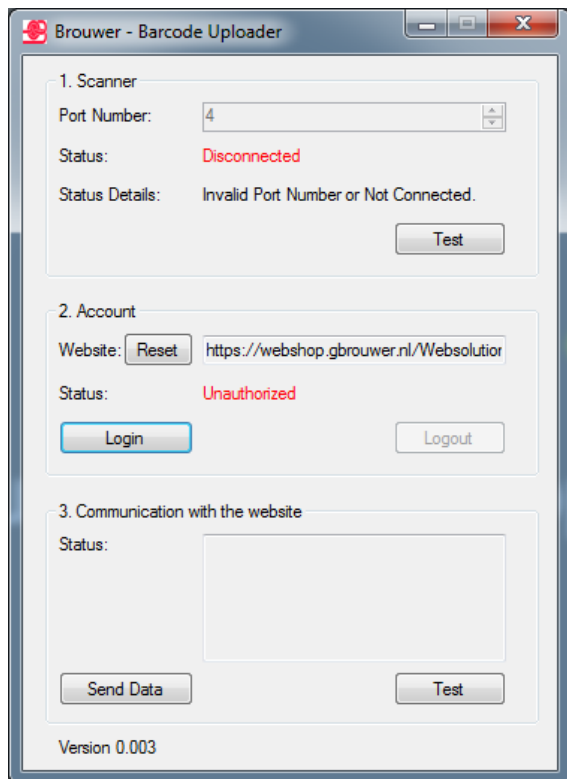 Brouwer - Barcode Uploader
1. Scanner
Port Number: 4
Status: Disconnected
Status Details: Invalid Port Number or Not Connected.
Test
2. Account
Website: Reset https://webshop.gbrouwer.nl/Websolution
Status: Unauthorized
Login Logout
3. Communication with the website
Status:
Send Data Test
Version 0.003